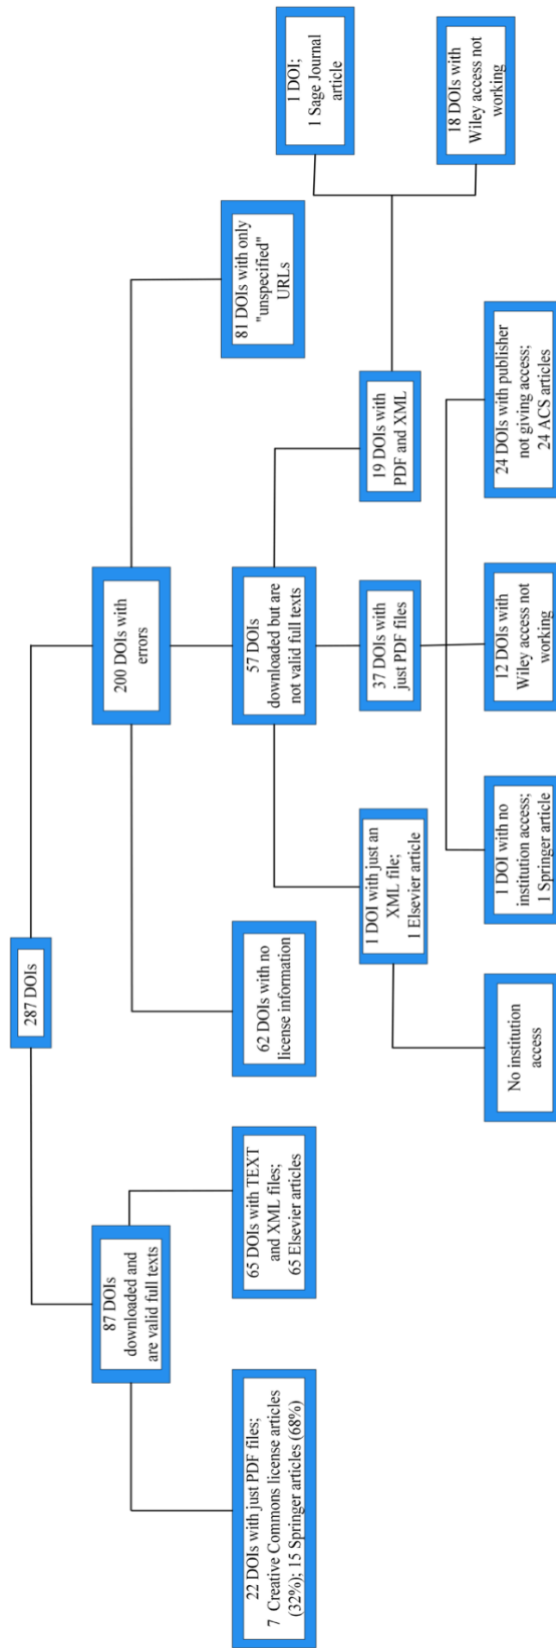 287 DOIs
87 DOIs
downloaded and
are valid full texts
200 DOIs with
errors
22 DOIs with just PDF files;
7 Creative Commons license articles
(32%); 15 Springer articles (68%)
65 DOIs with TEXT
and XML files;
65 Elsevier articles
62 DOIs with no
license information
57 DOIs
downloaded but are
not valid full texts
81 DOIs with only
"unspecified"
URLs
1 DOI with just an
XML file;
1 Elsevier article
37 DOIs with
just PDF files
19 DOIs with
PDF and XML
1 DOI;
1 Sage Journal
article
No institution
access
1 DOI with no
institution access;
1 Springer article
12 DOIs with
Wiley access not
working
24 DOIs with publisher
not giving access;
24 ACS articles
18 DOIs with
Wiley access not
working